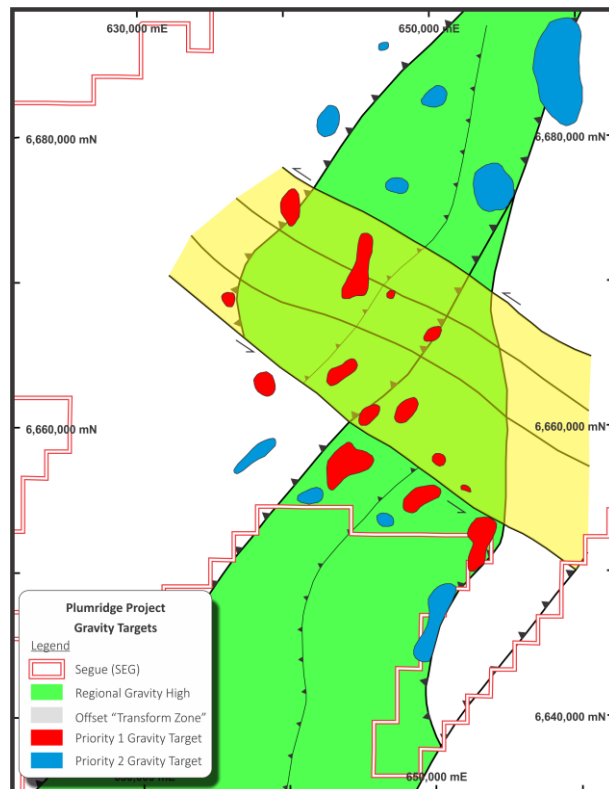 630,000 mE
650,000 mE
6,680,000 mN
6,680,000 mN
6,660,000 mN
6,660,000 mN
6,640,000 mN
Plumridge Project
Gravity Targets
Legend
Segue (SEG)
Regional Gravity High
Offset "Transform Zone"
Priority 1 Gravity Target
Priority 2 Gravity Target
650,000 mE